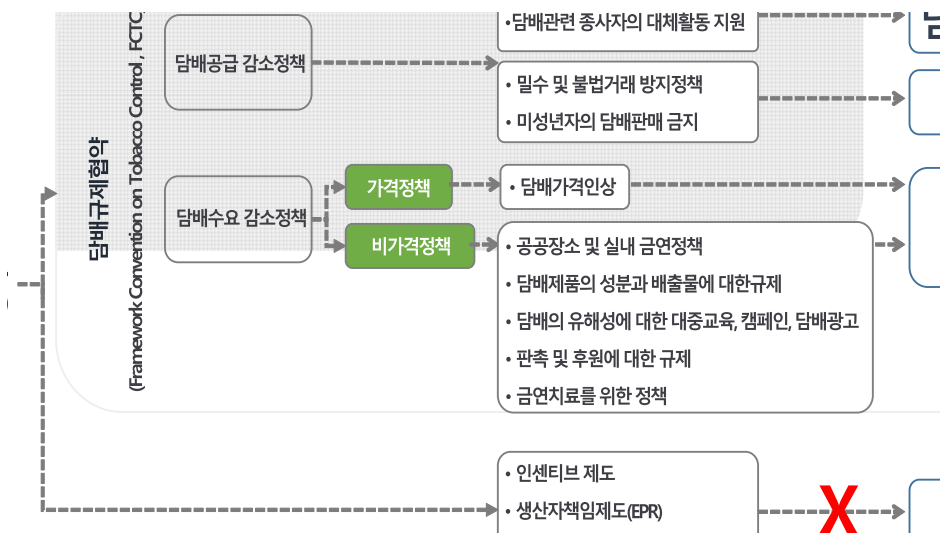 담배규제협약
(Framework Convention on Tobacco Control , FCTC
담배공급 감소정책
•담배관련 종사자의 대체활동 지원
• 밀수 및 불법거래 방지정책
• 미성년자의 담배판매 금지
담배수요 감소정책
가격정책
• 담배가격인상
비가격정책
• 공공장소 및 실내 금연정책
• 담배제품의 성분과 배출물에 대한규제
• 담배의 유해성에 대한 대중교육, 캠페인, 담배광고
• 판촉 및 후원에 대한 규제
• 금연치료를 위한 정책
• 인센티브 제도
• 생산자책임제도(EPR)
X